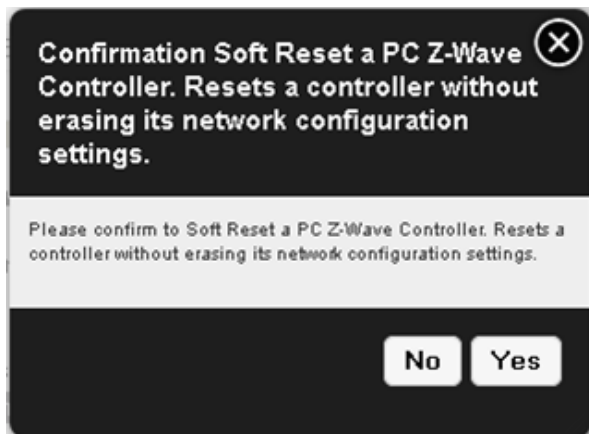 Confirmation Soft Reset a PC Z-Wave
Controller. Resets a controller without
erasing its network configuration
settings.
Please confirm to Soft Reset a PC Z-Wave Controller. Resets a
controller without erasing its network configuration settings.
No Yes